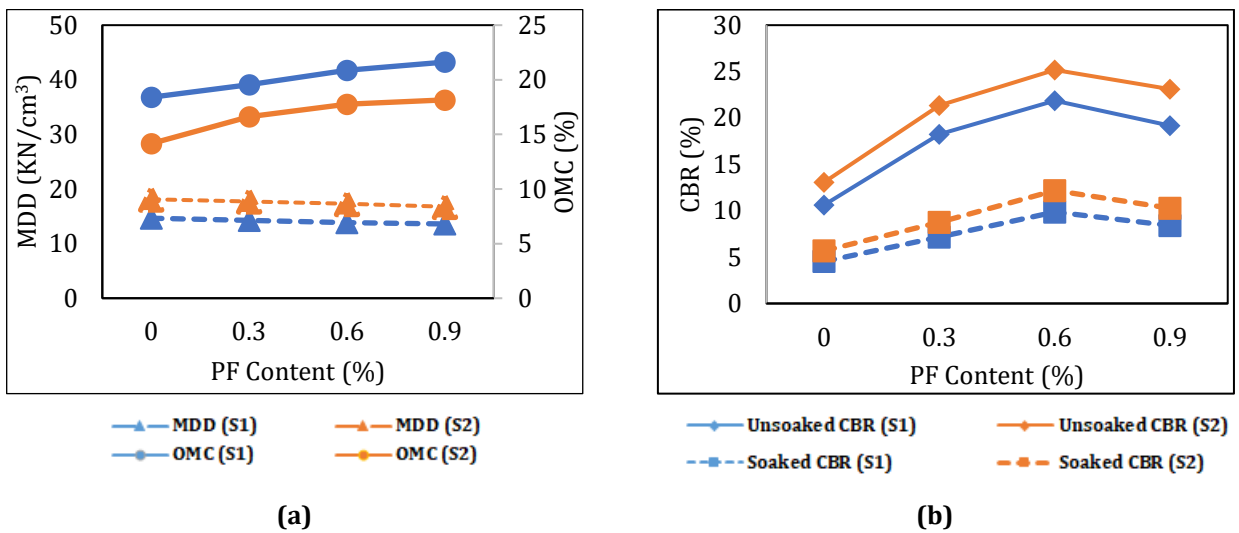 50
40
30
20
10
0
MDD (KN/cm³)
25
20
15
10
5
0
OMC (%)
0 0.3 0.6 0.9
PF Content (%)
MDD (S1) MDD (S2)
OMC (S1) OMC (S2)
(a)
30
25
20
15
10
5
0
CBR (%)
0 0.3 0.6 0.9
PF Content (%)
Unsoaked CBR (S1) Unsoaked CBR (S2)
Soaked CBR (S1) Soaked CBR (S2)
(b)